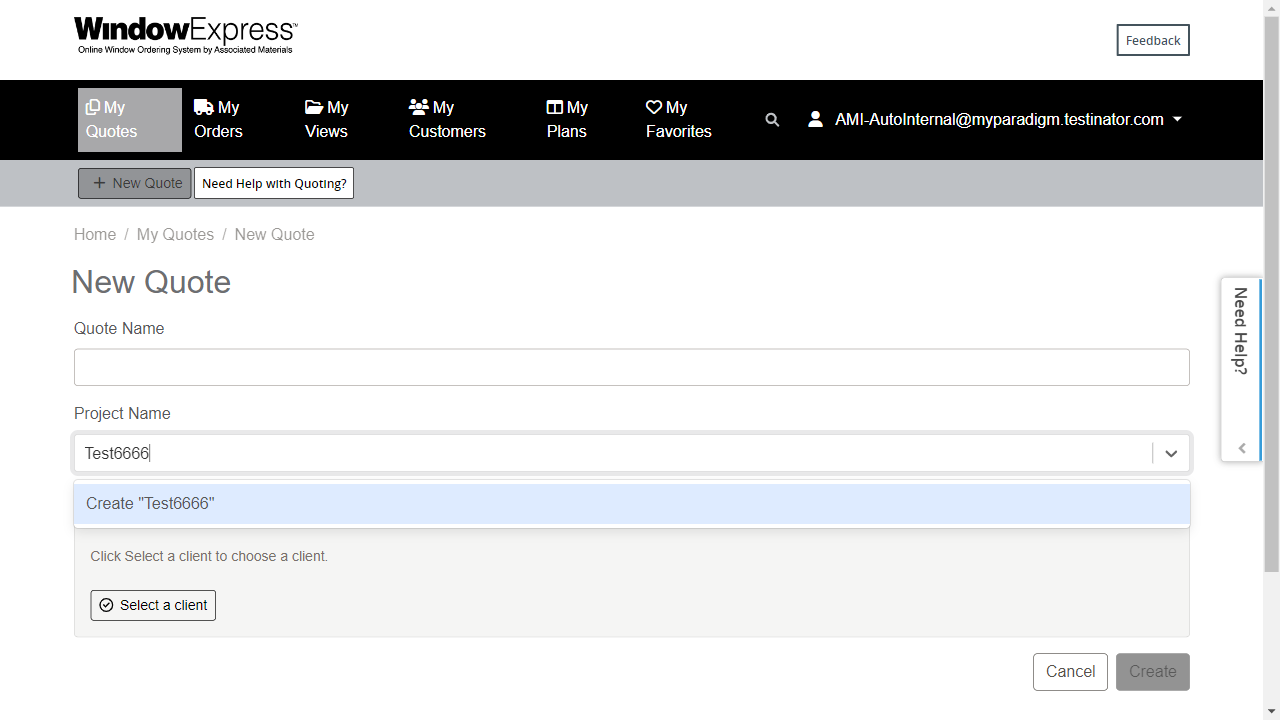 WindowExpress™
Online Window Ordering System by Associated Materials
Feedback
My Quotes
My Orders
My Views
My Customers
My Plans
My Favorites
AMI-AutoInternal@myparadigm.testinator.com
+ New Quote
Need Help with Quoting?
Home / My Quotes / New Quote
New Quote
Quote Name
Project Name
Test6666
Create "Test6666"
Click Select a client to choose a client.
Select a client
Cancel
Create
Need Help?